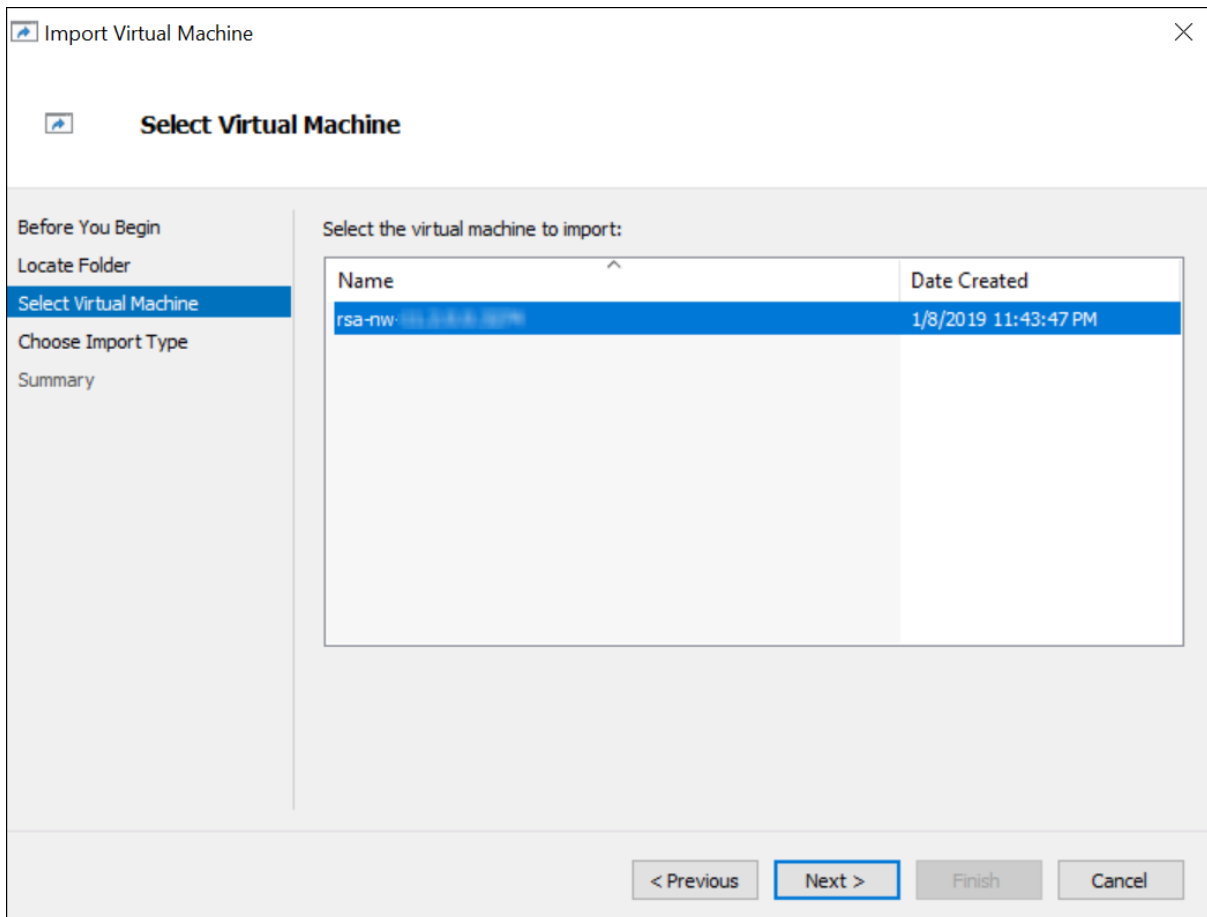 Import Virtual Machine
Select Virtual Machine
Before You Begin
Locate Folder
Select Virtual Machine
Choose Import Type
Summary
Select the virtual machine to import:
Name Date Created
rsa-nw- 1/8/2019 11:43:47 PM
< Previous Next > Finish Cancel